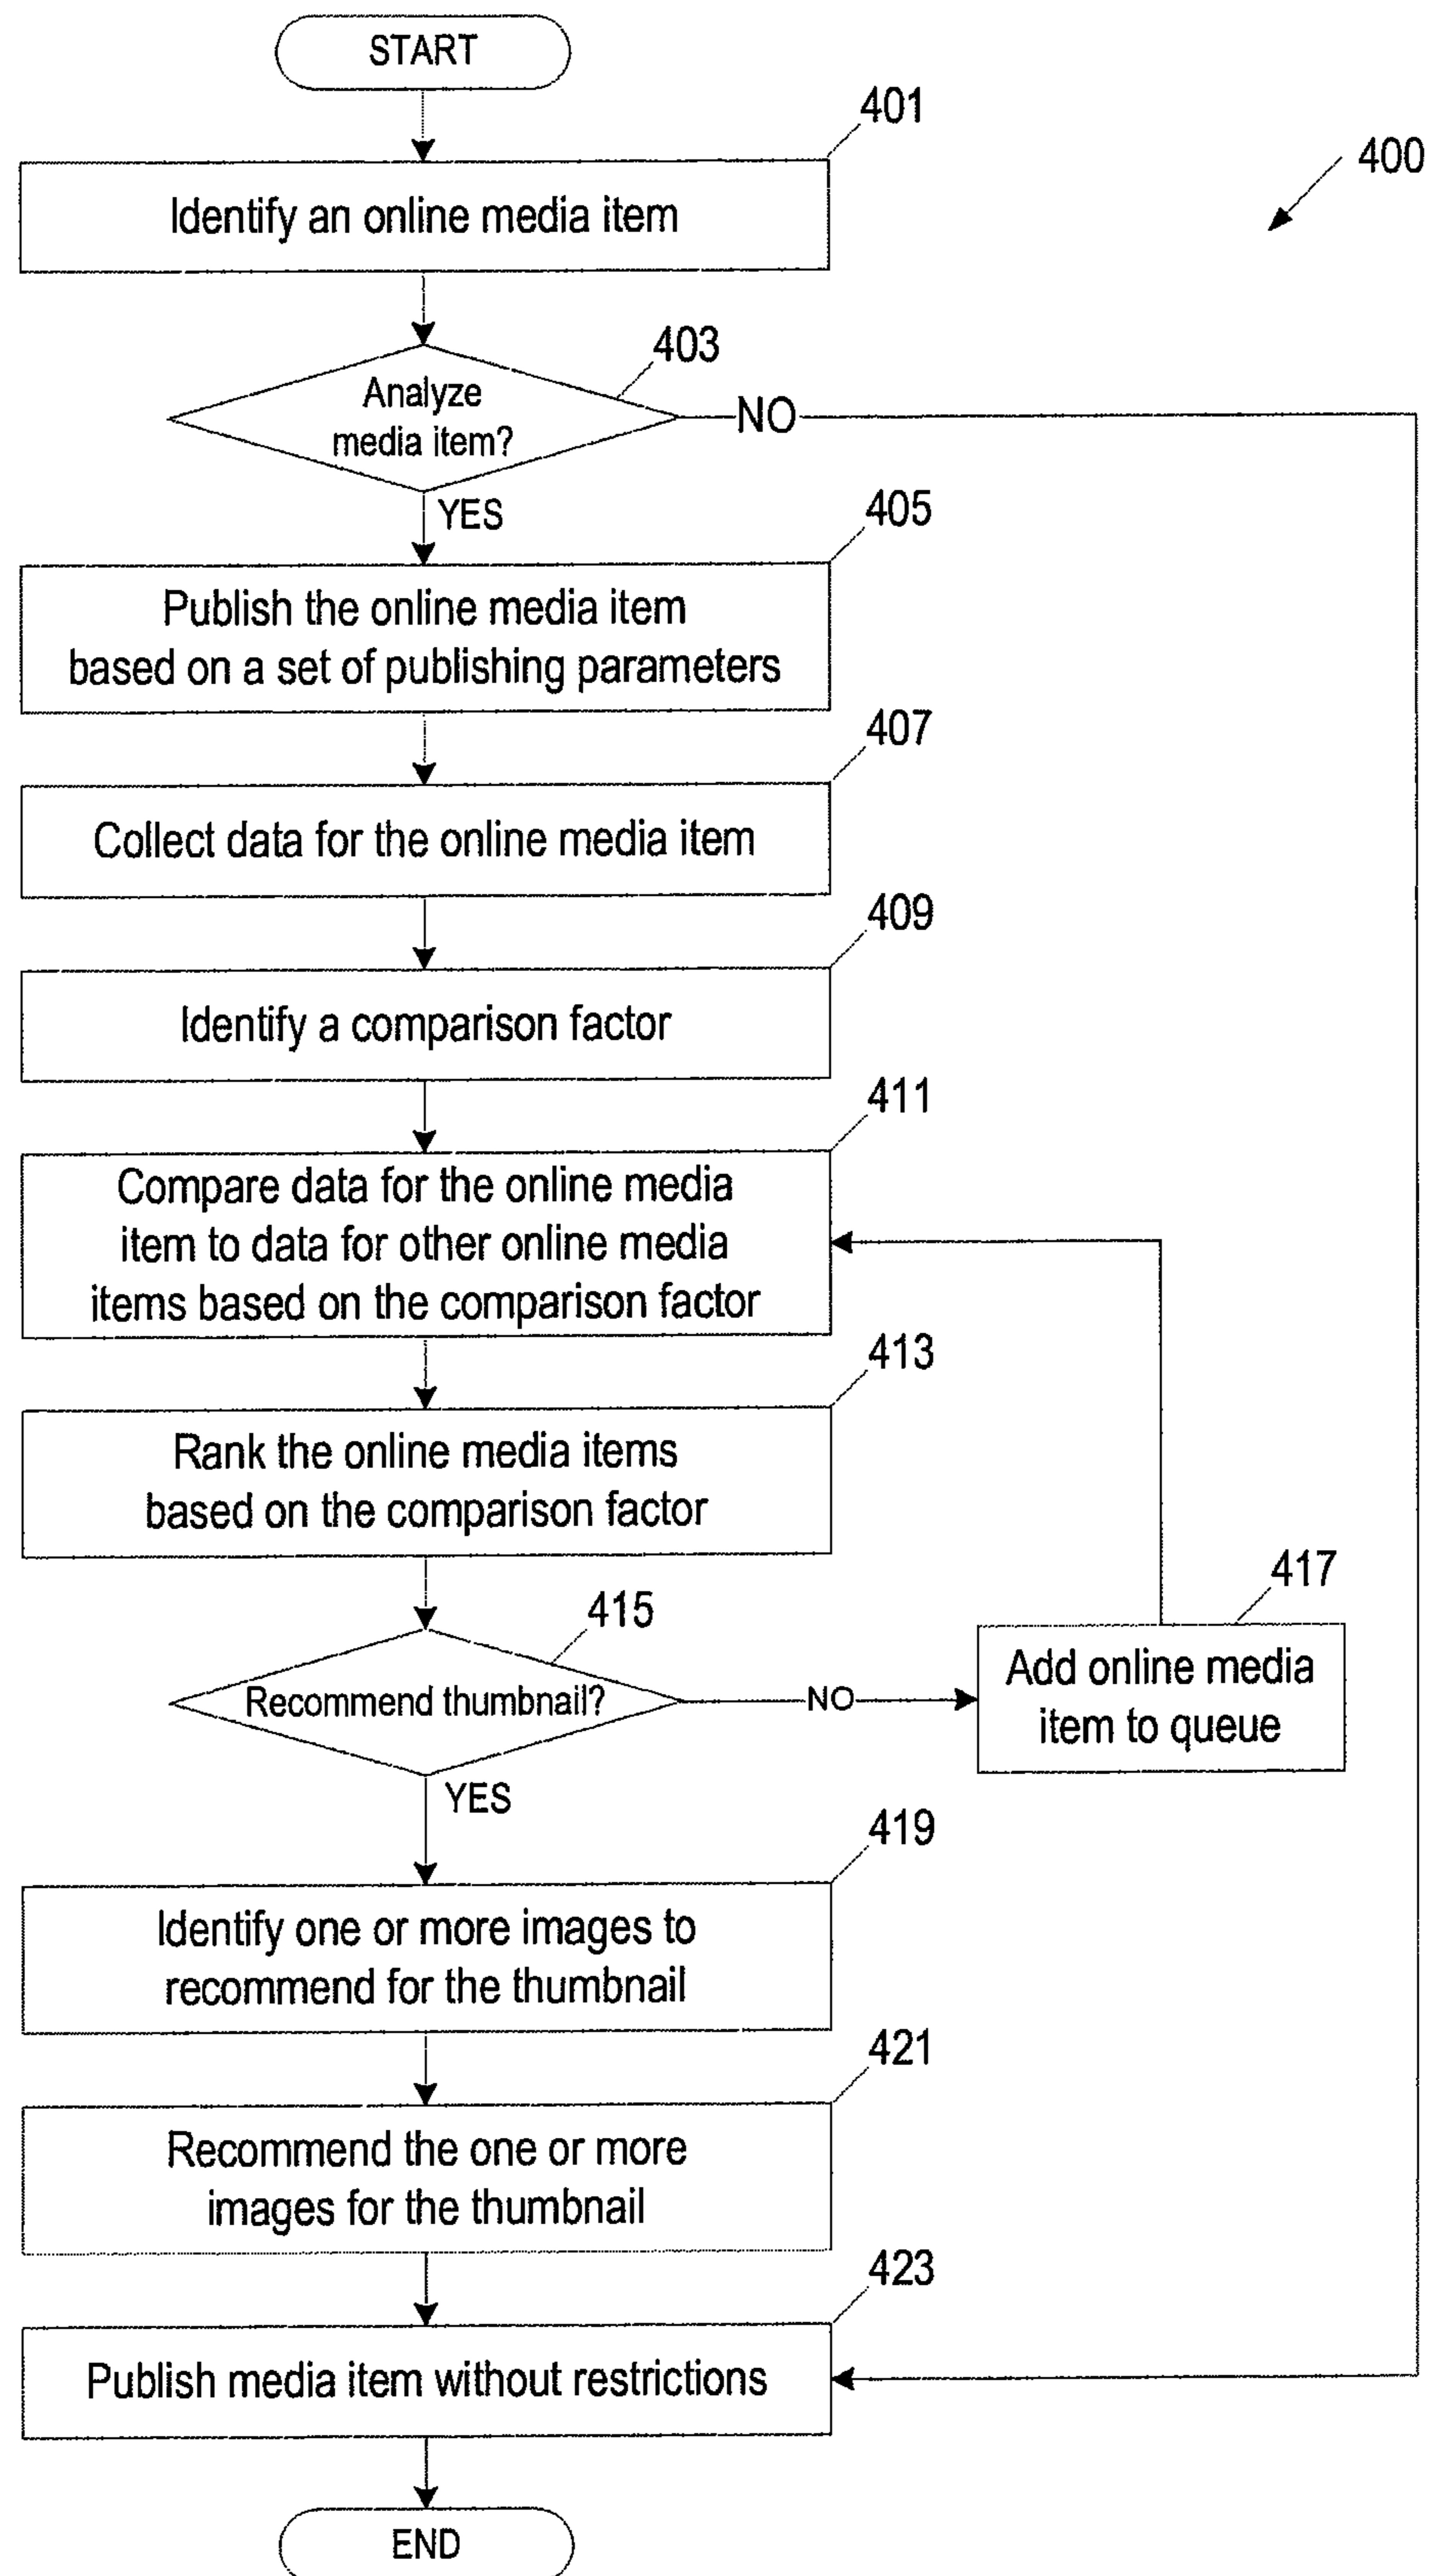 START
401
400
Identify an online media item
403
Analyze
media item?
NO
YES
405
Publish the online media item
based on a set of publishing parameters
407
Collect data for the online media item
409
Identify a comparison factor
411
Compare data for the online media
item to data for other online media
items based on the comparison factor
413
Rank the online media items
based on the comparison factor
415
Recommend thumbnail?
NO
417
Add online media
item to queue
YES
419
Identify one or more images to
recommend for the thumbnail
421
Recommend the one or more
images for the thumbnail
423
Publish media item without restrictions
END